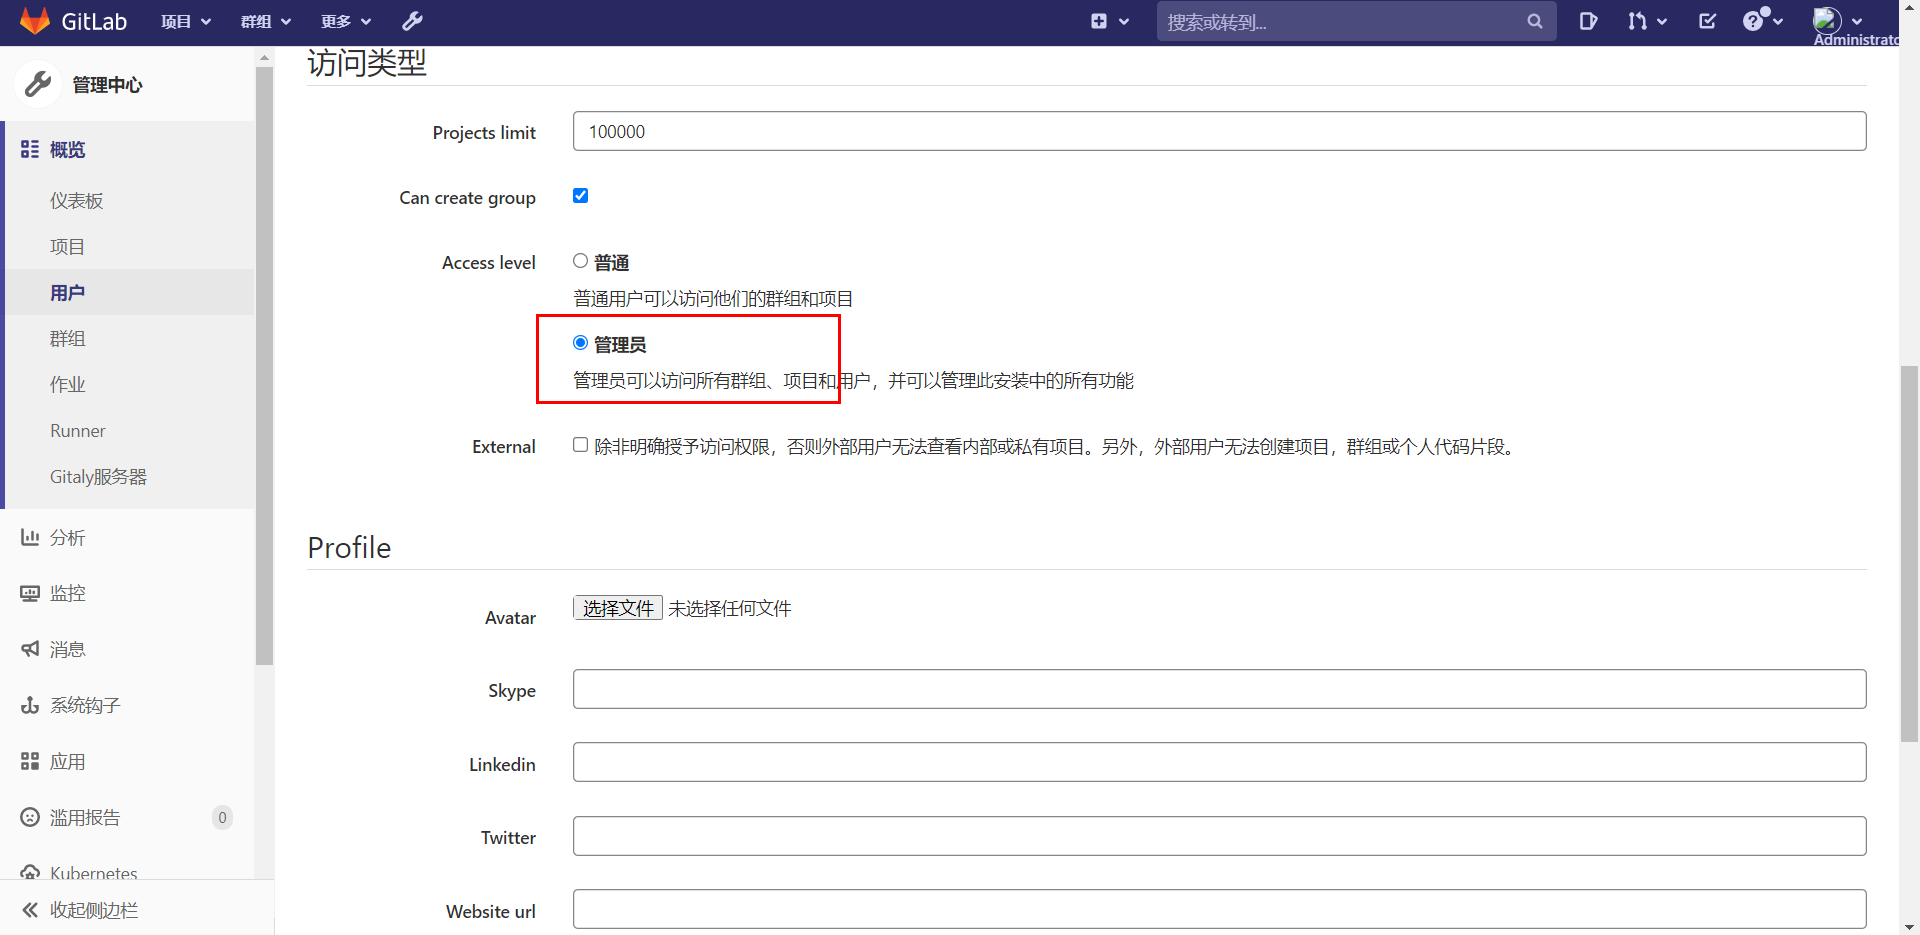 GitLab 项目 群组 更多 搜索或转到... Administrato
管理中心
概览
仪表板
项目
用户
群组
作业
Runner
Gitaly服务器
分析
监控
消息
系统钩子
应用
滥用报告 0
Kubernetes
收起侧边栏
访问类型
Projects limit 100000
Can create group
Access level 普通
普通用户可以访问他们的群组和项目
管理员
管理员可以访问所有群组、项目和用户，并可以管理此安装中的所有功能
External 除非明确授予访问权限，否则外部用户无法查看内部或私有项目。另外，外部用户无法创建项目，群组或个人代码片段。
Profile
Avatar 选择文件 未选择任何文件
Skype
Linkedin
Twitter
Website url